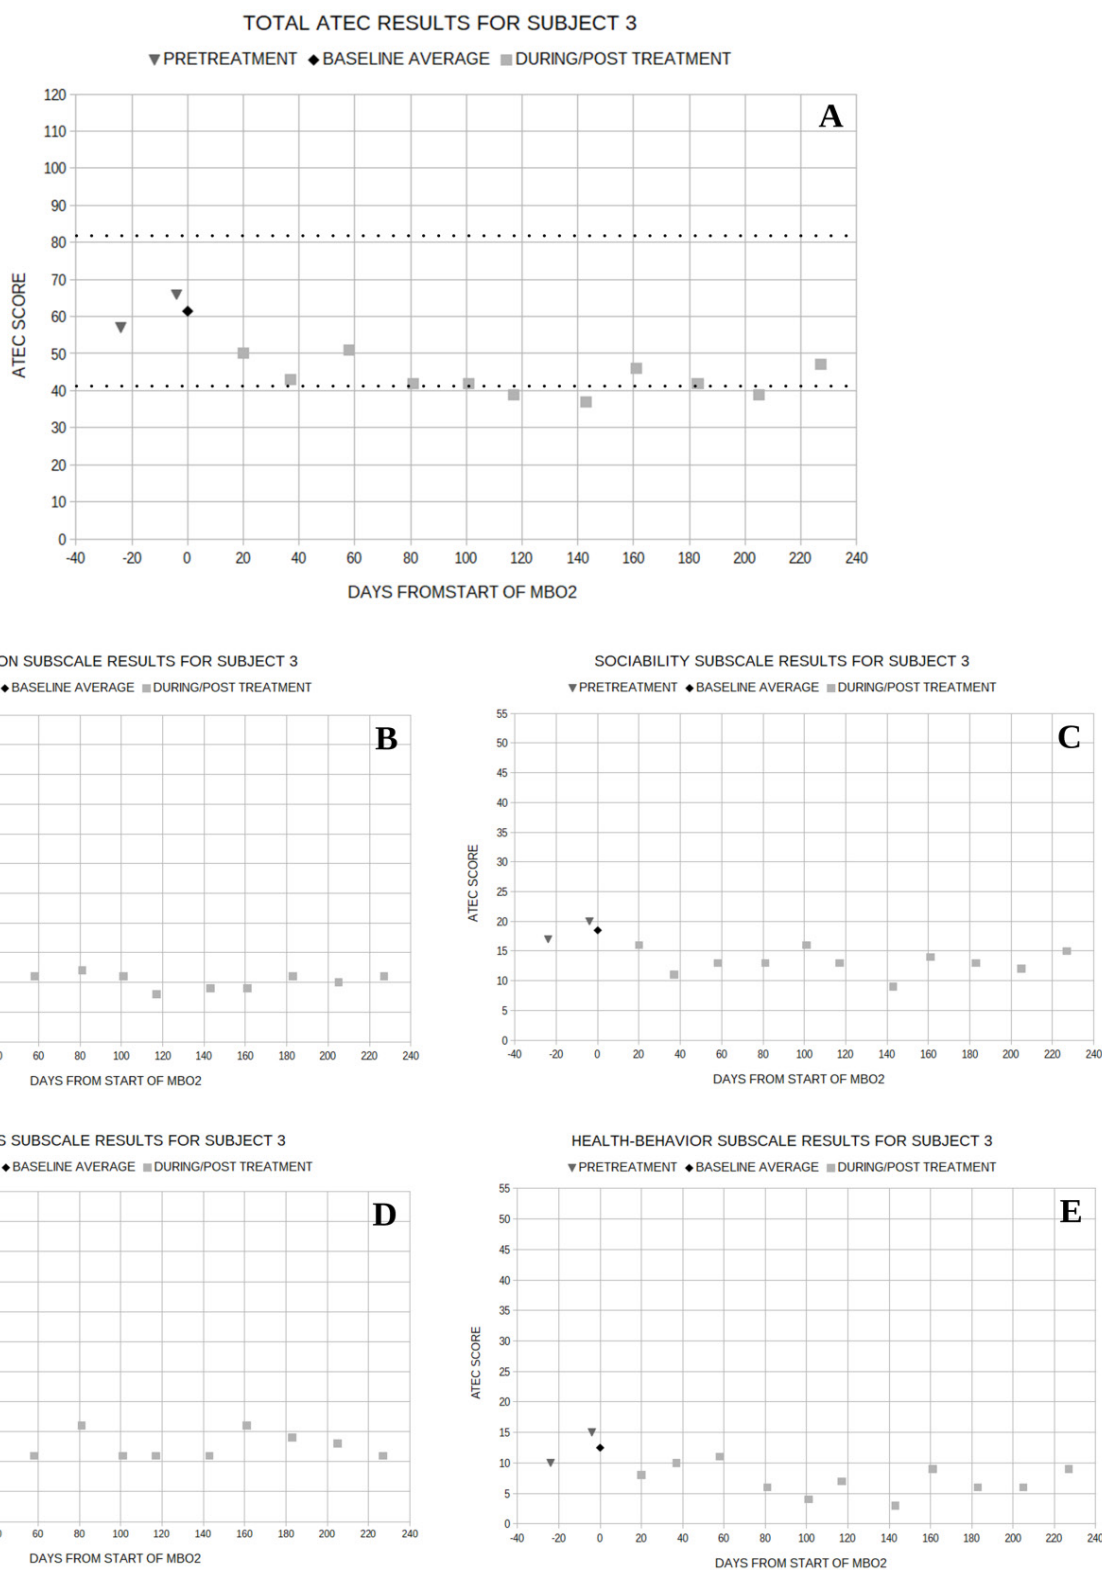 TOTAL ATEC RESULTS FOR SUBJECT 3
PRETREATMENT BASELINE AVERAGE DURING/POST TREATMENT
A
120
110
100
90
80
70
60
50
40
30
20
10
0
ATEC SCORE
-40 -20 0 20 40 60 80 100 120 140 160 180 200 220 240
DAYS FROMSTART OF MBO2
ON SUBSCALE RESULTS FOR SUBJECT 3
BASELINE AVERAGE DURING/POST TREATMENT
B
0 60 80 100 120 140 160 180 200 220 240
DAYS FROM START OF MBO2
SOCIABILITY SUBSCALE RESULTS FOR SUBJECT 3
PRETREATMENT BASELINE AVERAGE DURING/POST TREATMENT
C
55
50
45
40
35
30
25
20
15
10
5
0
ATEC SCORE
-40 -20 0 20 40 60 80 100 120 140 160 180 200 220 240
DAYS FROM START OF MBO2
S SUBSCALE RESULTS FOR SUBJECT 3
BASELINE AVERAGE DURING/POST TREATMENT
D
0 60 80 100 120 140 160 180 200 220 240
DAYS FROM START OF MBO2
HEALTH-BEHAVIOR SUBSCALE RESULTS FOR SUBJECT 3
PRETREATMENT BASELINE AVERAGE DURING/POST TREATMENT
E
55
50
45
40
35
30
25
20
15
10
5
0
ATEC SCORE
-40 -20 0 20 40 60 80 100 120 140 160 180 200 220 240
DAYS FROM START OF MBO2